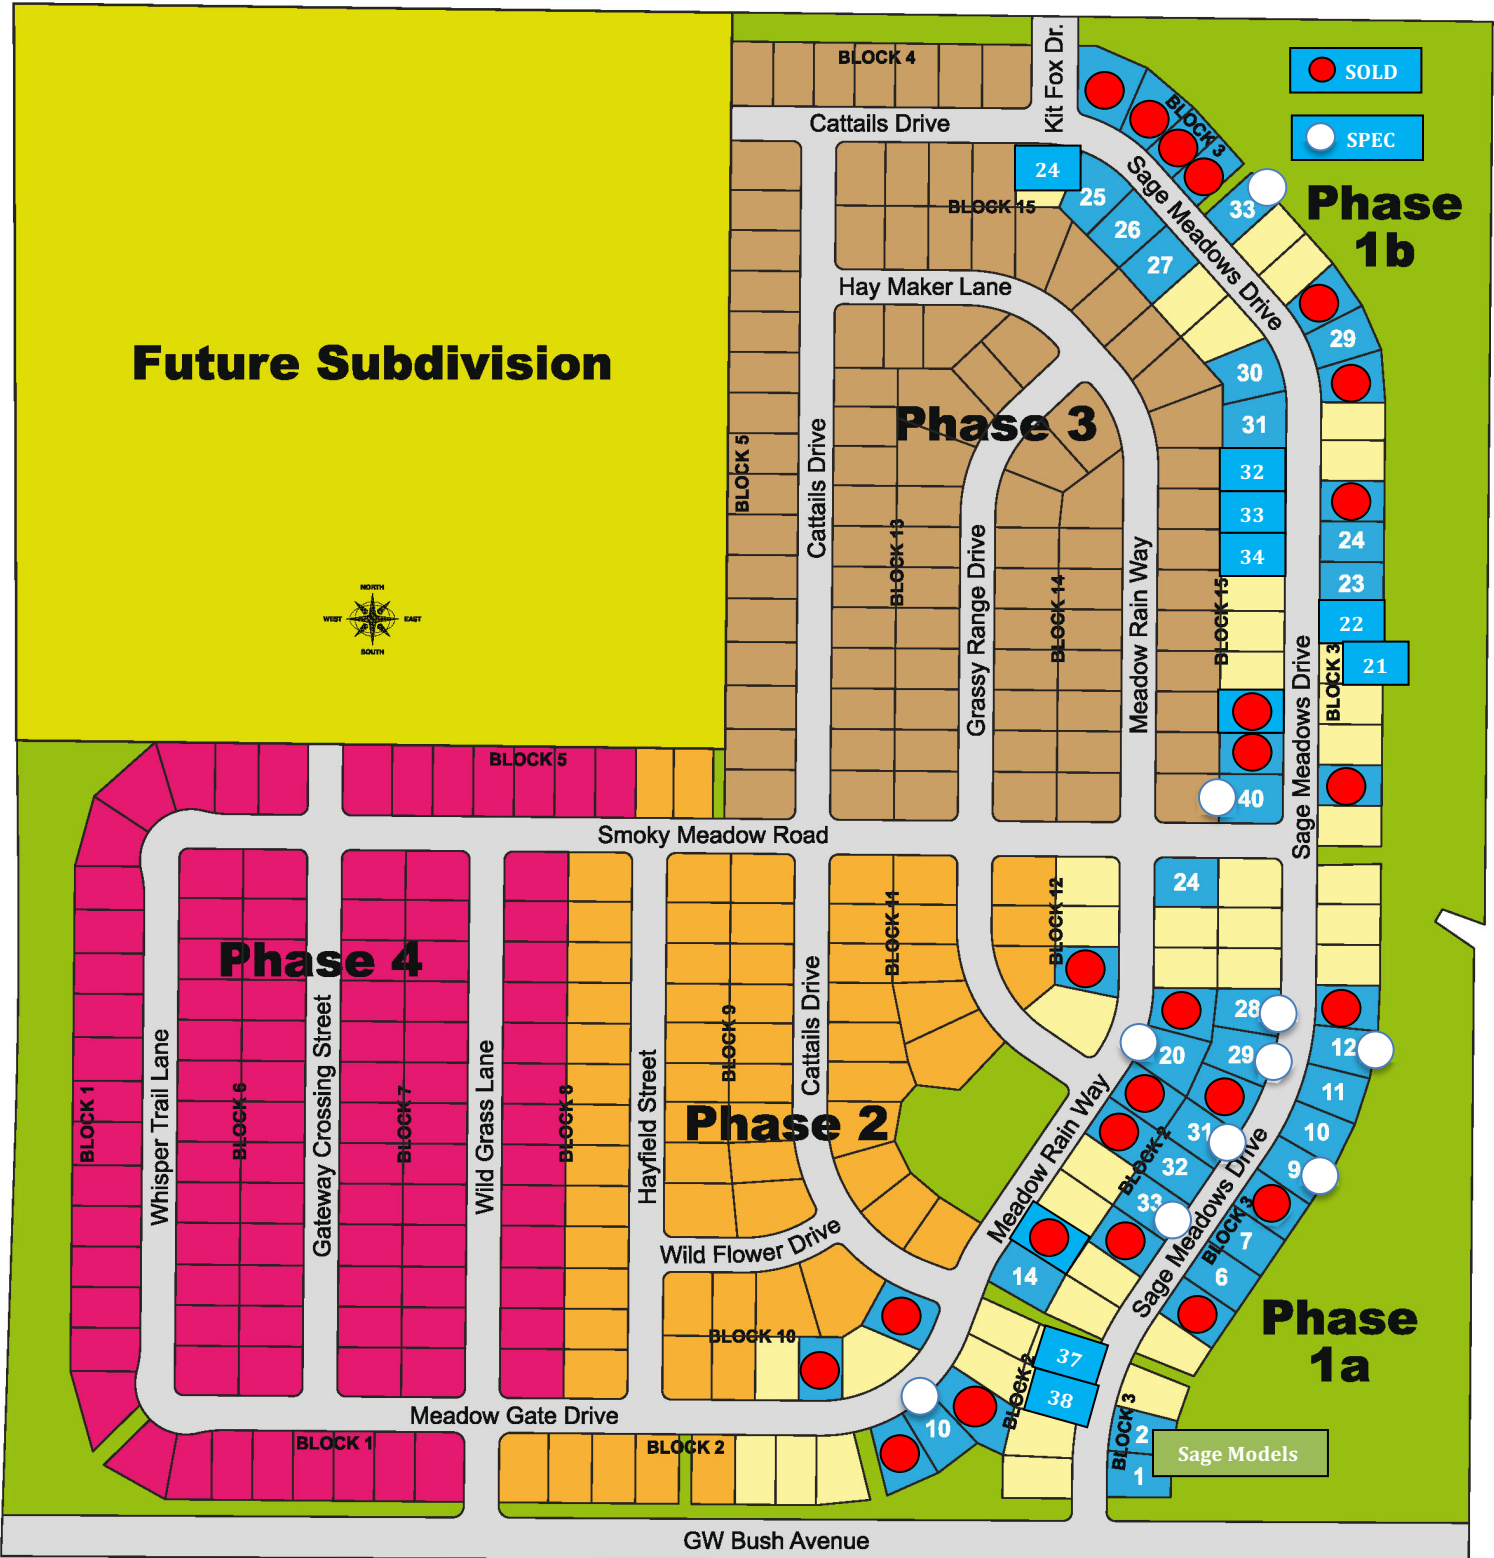 BLOCK 4
Kit Fox Dr.
SOLD
Cattails Drive
BLOCK 3
SPEC
24
Sage Meadows Drive
25
33
Phase
1b
BLOCK 15
26
27
Hay Maker Lane
29
Future Subdivision
30
Phase 3
31
Cattails Drive
BLOCK 5
32
33
34
24
23
22
21
BLOCK 13
Grassy Range Drive
BLOCK 14
Meadow Rain Way
BLOCK 15
Sage Meadows Drive
BLOCK 3
NORTH
WEST
EAST
SOUTH
BLOCK 5
40
Smoky Meadow Road
24
BLOCK 12
BLOCK 11
Phase 4
28
20
29
12
11
10
9
31
32
33
7
6
14
BLOCK 1
Whisper Trail Lane
BLOCK 6
Gateway Crossing Street
BLOCK 7
Wild Grass Lane
BLOCK 8
Hayfield Street
BLOCK 9
Cattails Drive
Phase 2
Meadow Rain Way
BLOCK 2
Sage Meadows Drive
BLOCK 3
Wild Flower Drive
BLOCK 10
Phase
1a
37
38
BLOCK 2
Meadow Gate Drive
10
BLOCK 3
2
1
Sage Models
BLOCK 1
BLOCK 2
GW Bush Avenue